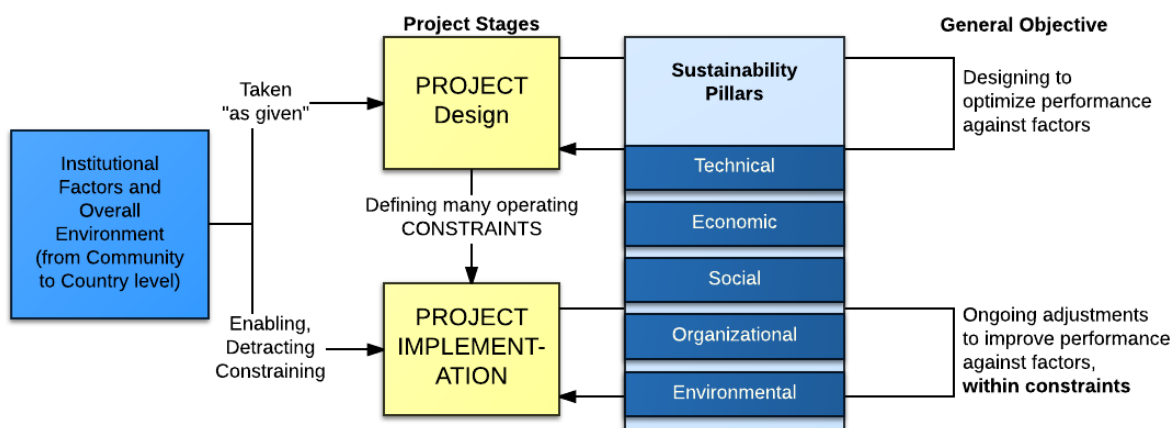 Project Stages
General Objective
Institutional
Factors and
Overall
Environment
(from Community
to Country level)
Taken
"as given"
PROJECT
Design
Sustainability
Pillars
Designing to
optimize performance
against factors
Technical
Defining many operating
CONSTRAINTS
Economic
Social
Enabling,
Detracting
Constraining
PROJECT
IMPLEMENT-
ATION
Organizational
Environmental
Ongoing adjustments
to improve performance
against factors,
within constraints